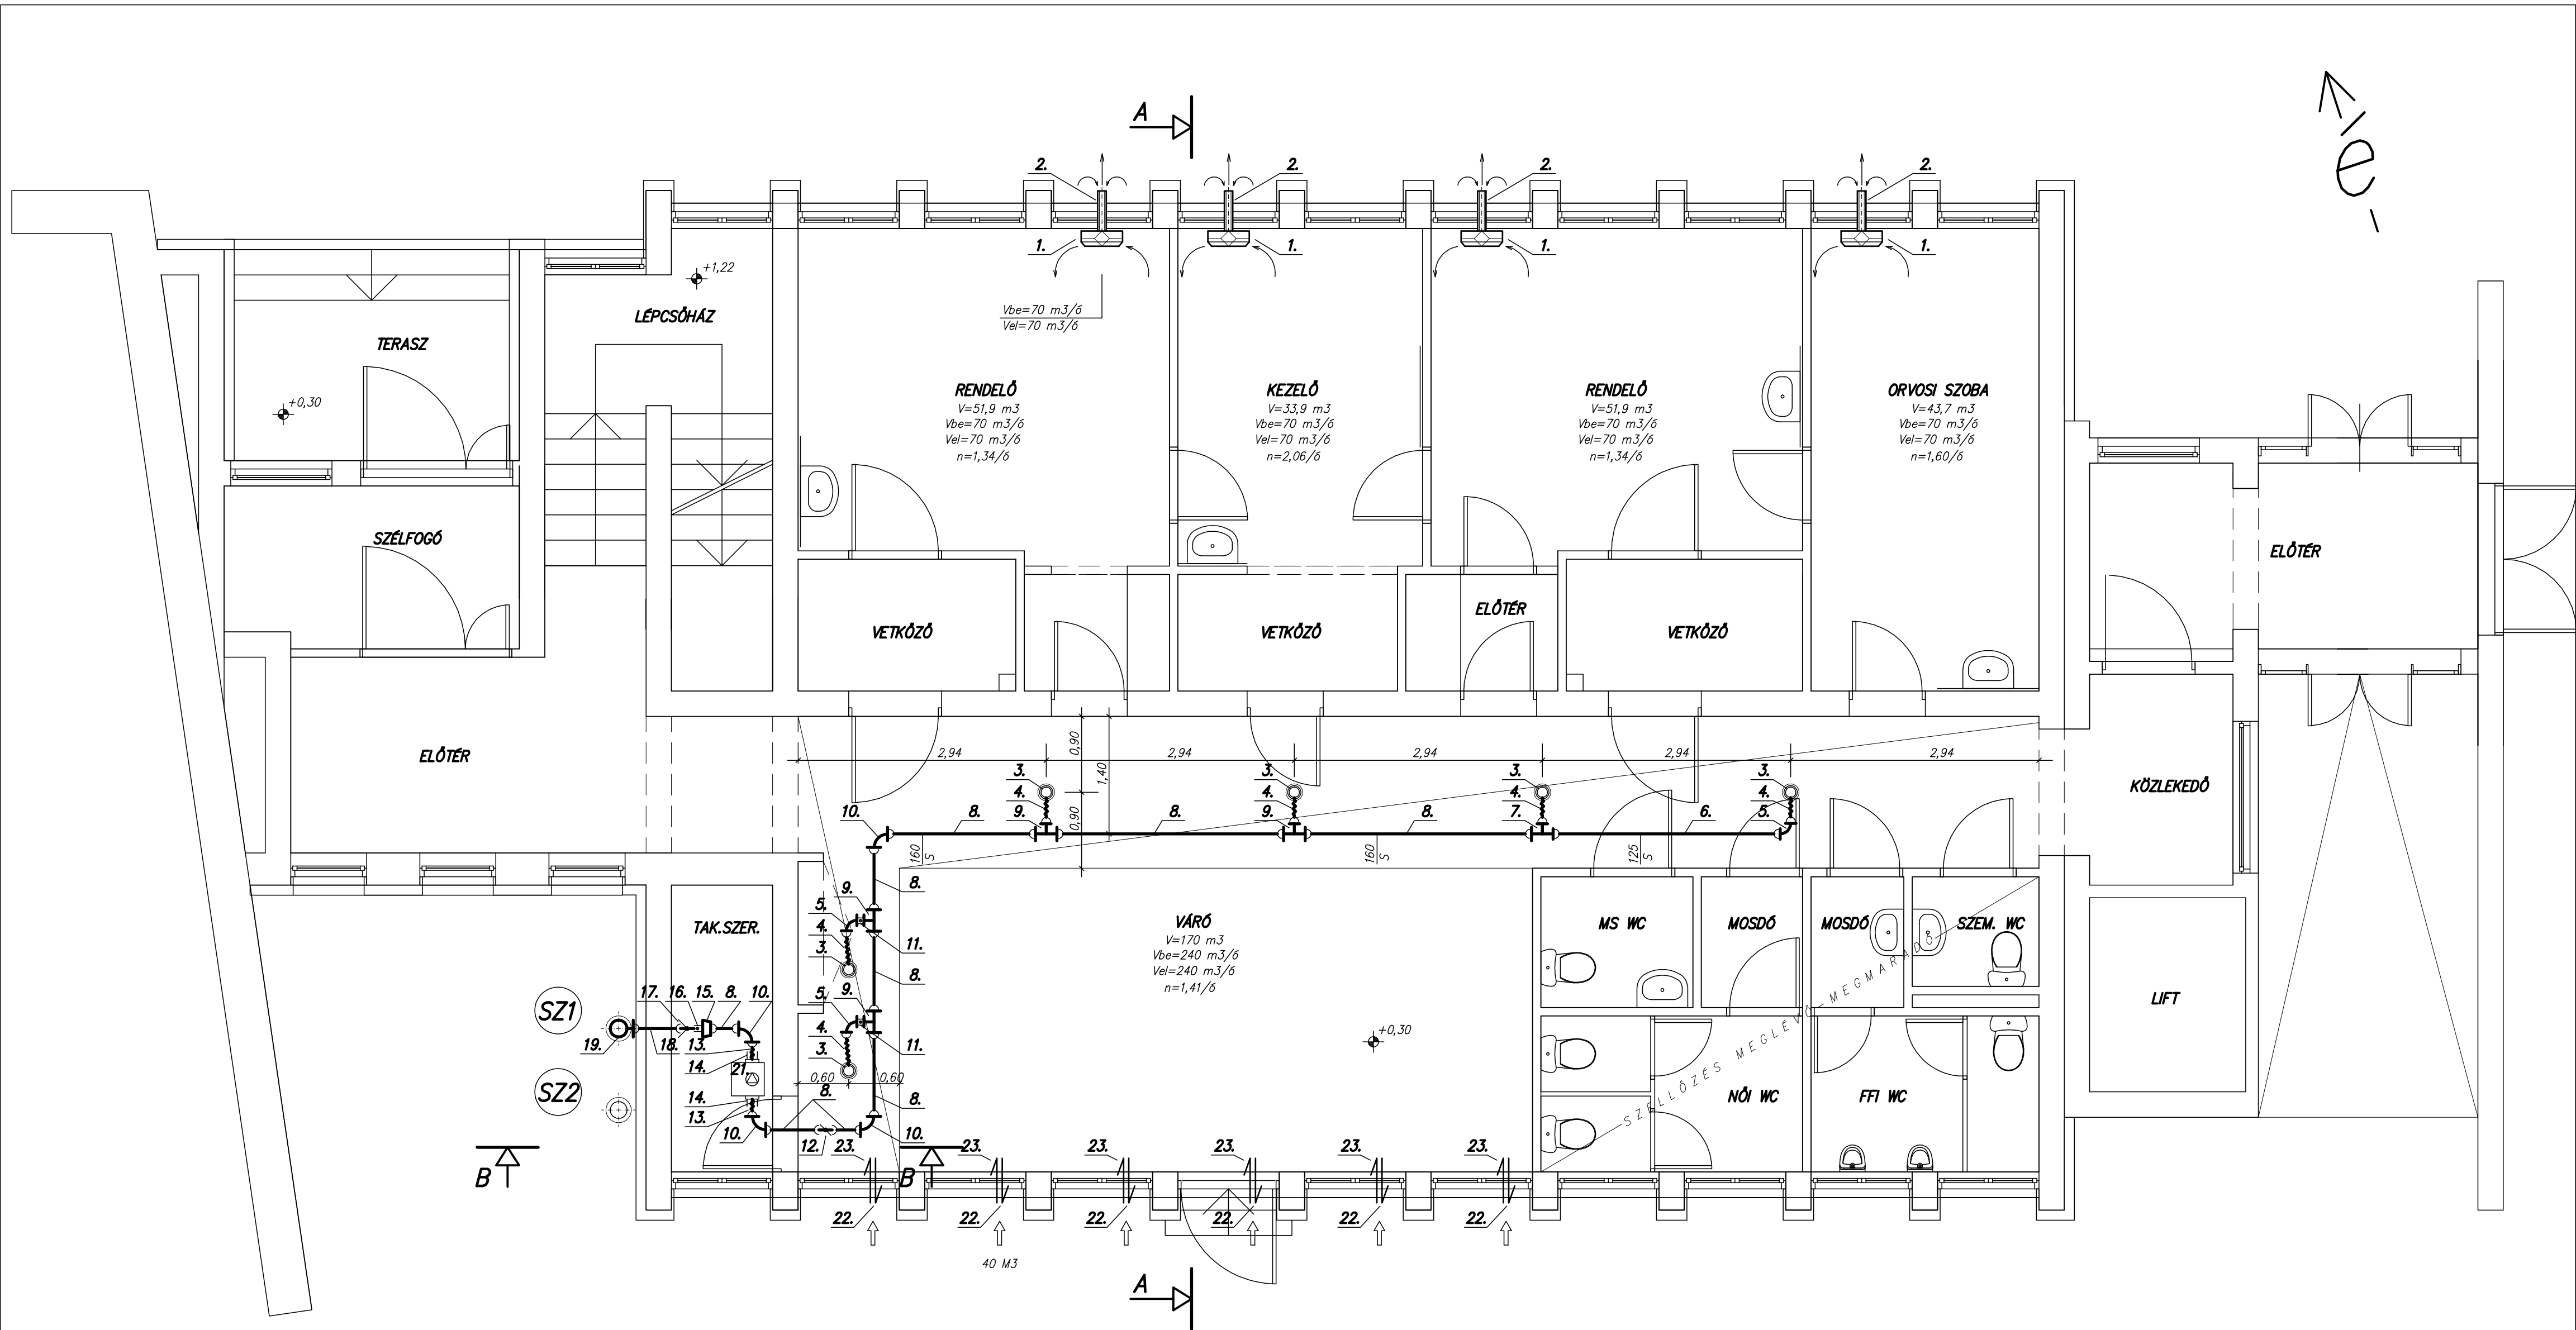 A
é
2.
2.
2.
2.
1.
1.
1.
1.
+1,22
LÉPCSŐHÁZ
TERASZ
+0,30
SZÉLFOGÓ
Vbe=70 m3/ó
Vel=70 m3/ó
RENDELŐ
V=51,9 m3
Vbe=70 m3/ó
Vel=70 m3/ó
n=1,34/ó
KEZELŐ
V=33,9 m3
Vbe=70 m3/ó
Vel=70 m3/ó
n=2,06/ó
RENDELŐ
V=51,9 m3
Vbe=70 m3/ó
Vel=70 m3/ó
n=1,34/ó
ORVOSI SZOBA
V=43,7 m3
Vbe=70 m3/ó
Vel=70 m3/ó
n=1,60/ó
ELŐTÉR
VETKŐZŐ
VETKŐZŐ
ELŐTÉR
VETKŐZŐ
ELŐTÉR
KÖZLEKEDŐ
2,94
2,94
2,94
2,94
2,94
0,90
1,40
0,90
3.
3.
3.
3.
4.
4.
4.
4.
10.
8.
9.
8.
9.
8.
7.
6.
5.
160
S
160
S
125
S
8.
9.
5.
4.
3.
11.
8.
5.
9.
4.
3.
11.
0,60
0,60
8.
8.
TAK.SZER.
VÁRÓ
V=170 m3
Vbe=240 m3/ó
Vel=240 m3/ó
n=1,41/ó
+0,30
MS WC
MOSDÓ
MOSDÓ
SZEM. WC
SZELLŐZÉS MEGLÉVŐ-MEGMARADÓ
NŐI WC
FFI WC
LIFT
SZ1
SZ2
17.
16.
15.
8.
10.
19.
18.
13.
14.
21.
14.
13.
10.
12.
10.
23.
23.
23.
23.
23.
23.
B
B
22.
22.
22.
22.
22.
22.
40 M3
A